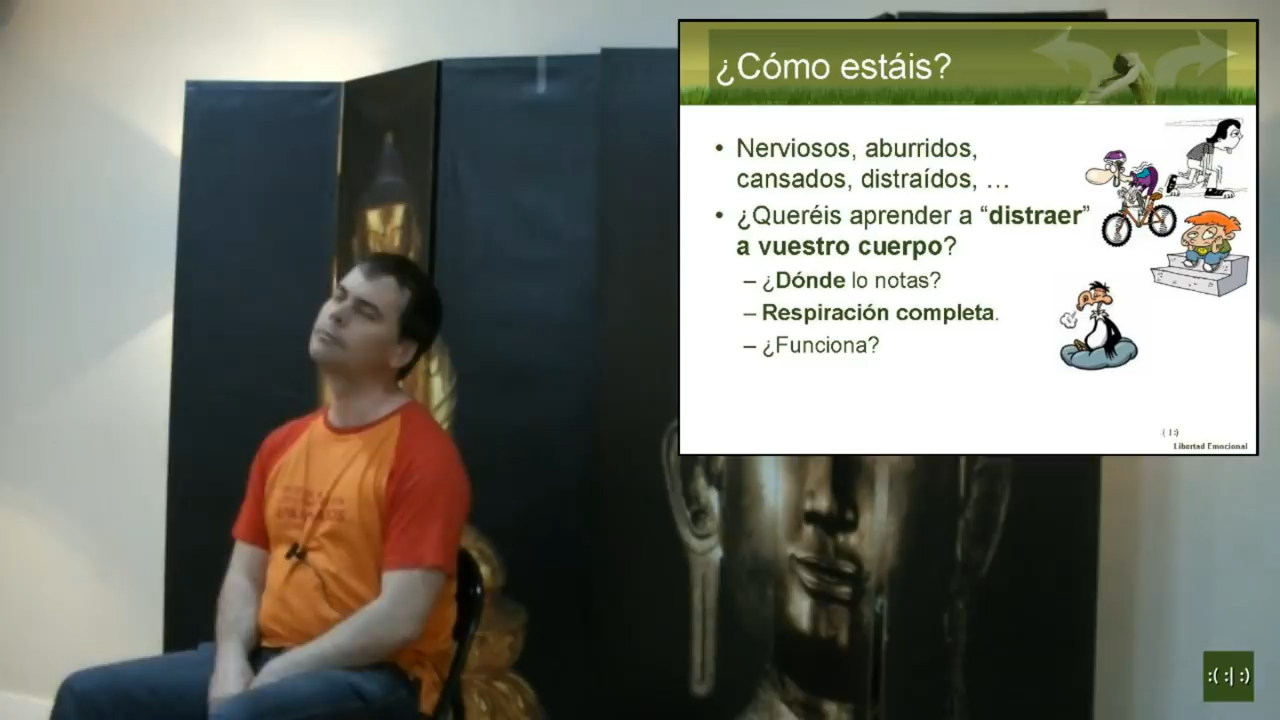 ¿Cómo estáis?
• Nerviosos, aburridos,
cansados, distraídos, …
• ¿Queréis aprender a “distraer”
a vuestro cuerpo?
– ¿Dónde lo notas?
– Respiración completa.
– ¿Funciona?
:( :| :)
Libertad Emocional
:( :| :)